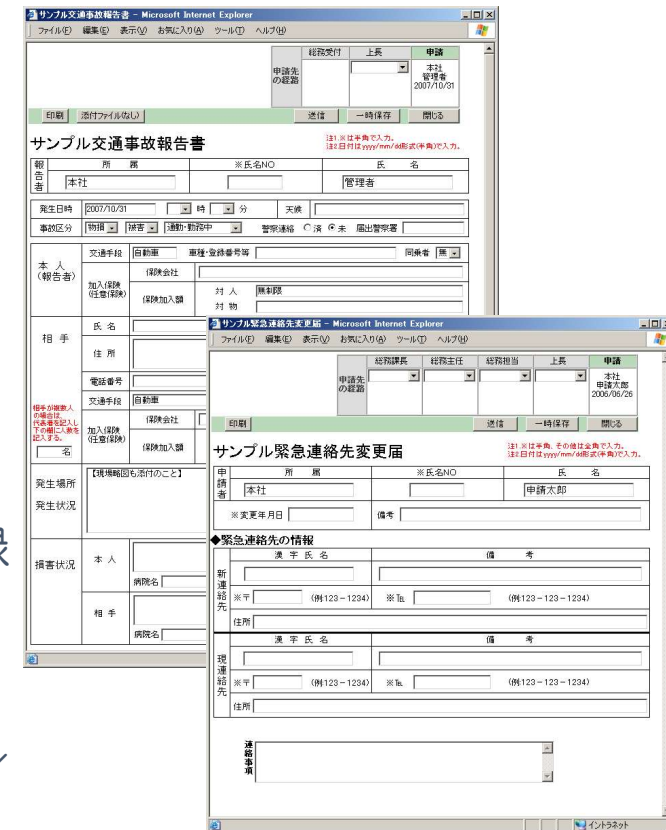 サンプル交通事故報告書 - Microsoft Internet Explorer
ファイル(F) 編集(E) 表示(V) お気に入り(A) ツール(T) ヘルプ(H)
総務受付 上長 申請
申請先の経路
本社
管理者
2007/10/31
印刷 添付ファイル(なし) 送信 一時保存 閉じる
サンプル交通事故報告書
注1.※は半角で入力。
注2.日付はyyyy/mm/dd形式(半角)で入力。
報告者 所 属 ※氏名NO 氏 名
本社 管理者
発生日時 2007/10/31 時 分 天候
事故区分 物損 被害 通勤・勤務中 警察連絡 済 未 届出警察署
本 人
(報告者)
交通手段 自動車 車種・登録番号等 同乗者 無
加入保険
(任意保険)
保険会社
保険加入額 対 人 無制限
対 物
相 手
氏 名
住 所
電話番号
交通手段 自動車
相手が複数人
の場合は、
代表者を記入し
下の欄に人数を
記入する。
名
加入保険
(任意保険)
保険会社
保険加入額
発生場所
発生状況
【現場略図も添付のこと】
損害状況
本 人
病院名
相 手
病院名
サンプル緊急連絡先変更届 - Microsoft Internet Explorer
ファイル(F) 編集(E) 表示(V) お気に入り(A) ツール(T) ヘルプ(H)
総務課長 総務主任 総務担当 上長 申請
申請先の経路
本社
申請太郎
2006/06/26
印刷 送信 一時保存 閉じる
サンプル緊急連絡先変更届
注1.※は半角、その他は全角で入力。
注2.日付はyyyy/mm/dd形式(半角)で入力。
申請者 所 属 ※氏名NO 氏 名
本社 申請太郎
※変更年月日 備考
◆緊急連絡先の情報
新連絡先 漢 字 氏 名 備 考
※〒 (例:123-1234) ※℡ (例:123-123-1234)
住所
現連絡先 漢 字 氏 名 備 考
※〒 (例:123-1234) ※℡ (例:123-123-1234)
住所
連絡事項
イントラネット